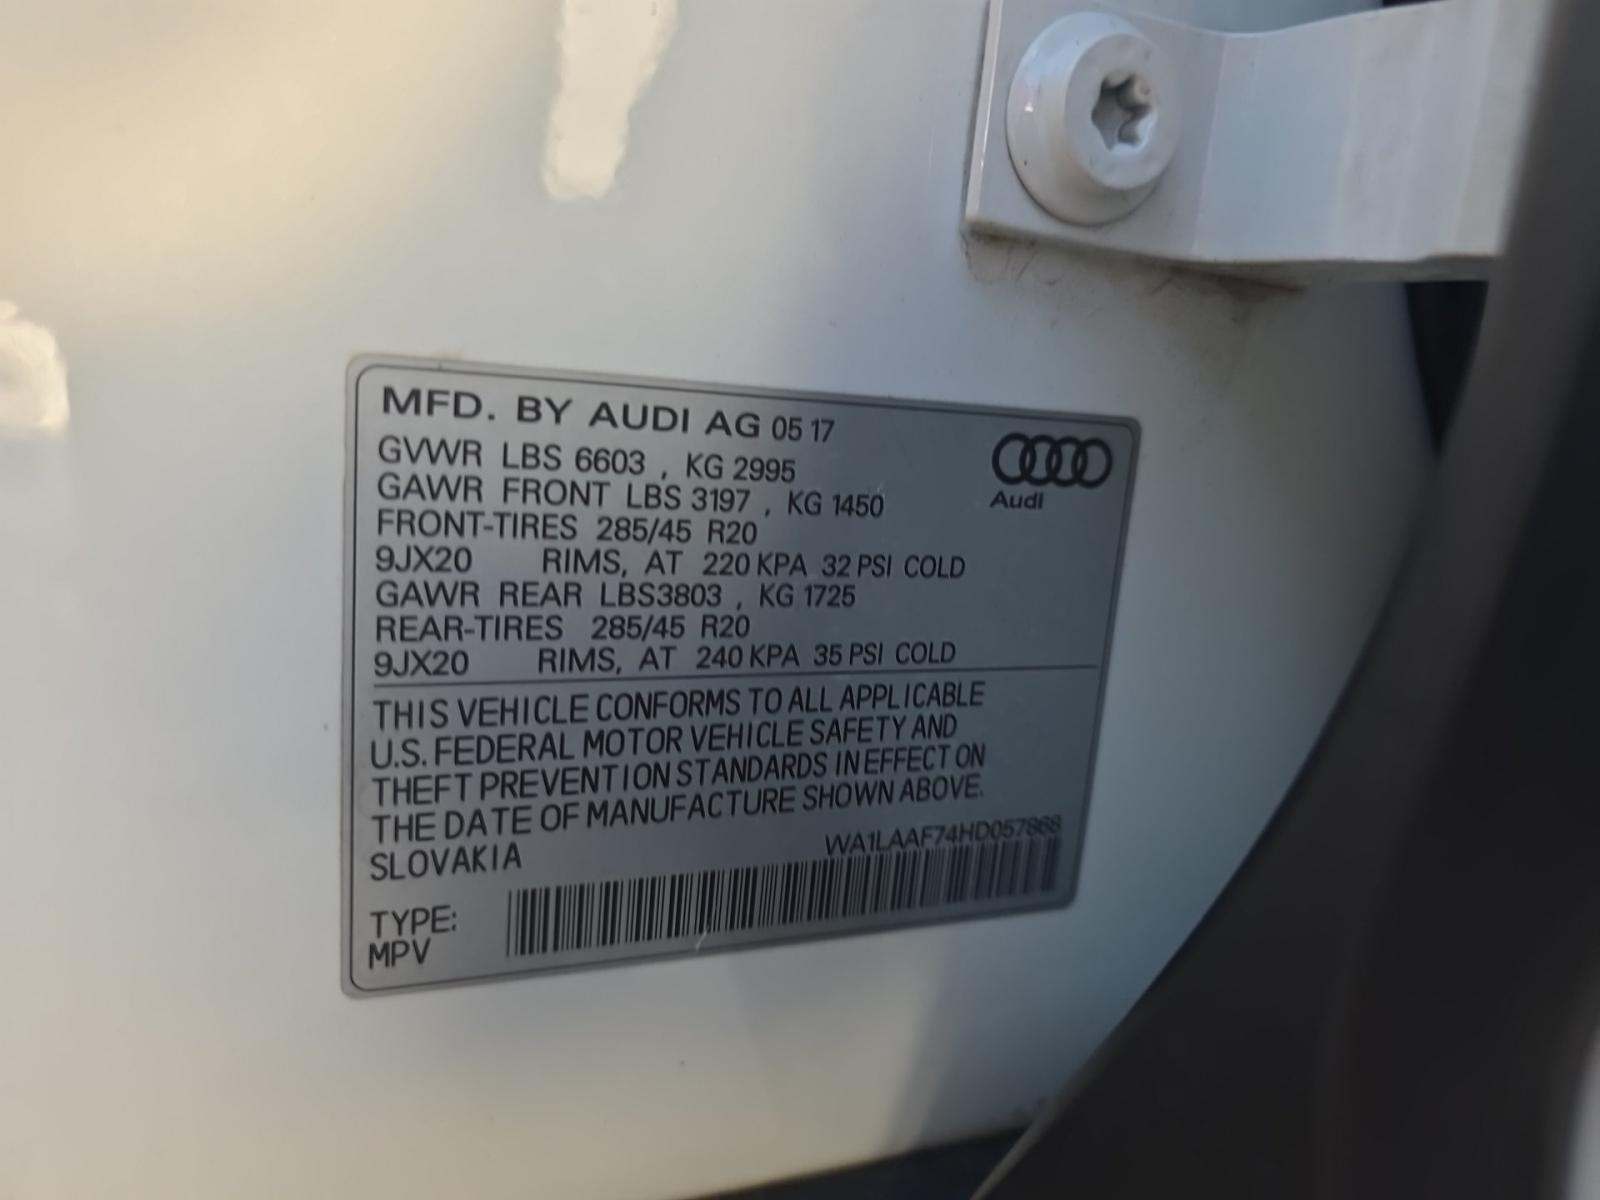 MFD. BY AUDI AG 05 17
GVWR LBS 6603 , KG 2995
GAWR FRONT LBS 3197 , KG 1450
FRONT-TIRES 285/45 R20
9JX20 RIMS, AT 220 KPA 32 PSI COLD
GAWR REAR LBS3803 , KG 1725
REAR-TIRES 285/45 R20
9JX20 RIMS, AT 240 KPA 35 PSI COLD
Audi
THIS VEHICLE CONFORMS TO ALL APPLICABLE
U.S. FEDERAL MOTOR VEHICLE SAFETY AND
THEFT PREVENTION STANDARDS IN EFFECT ON
THE DATE OF MANUFACTURE SHOWN ABOVE.
SLOVAKIA
WA1LAAF74HD057868
TYPE:
MPV